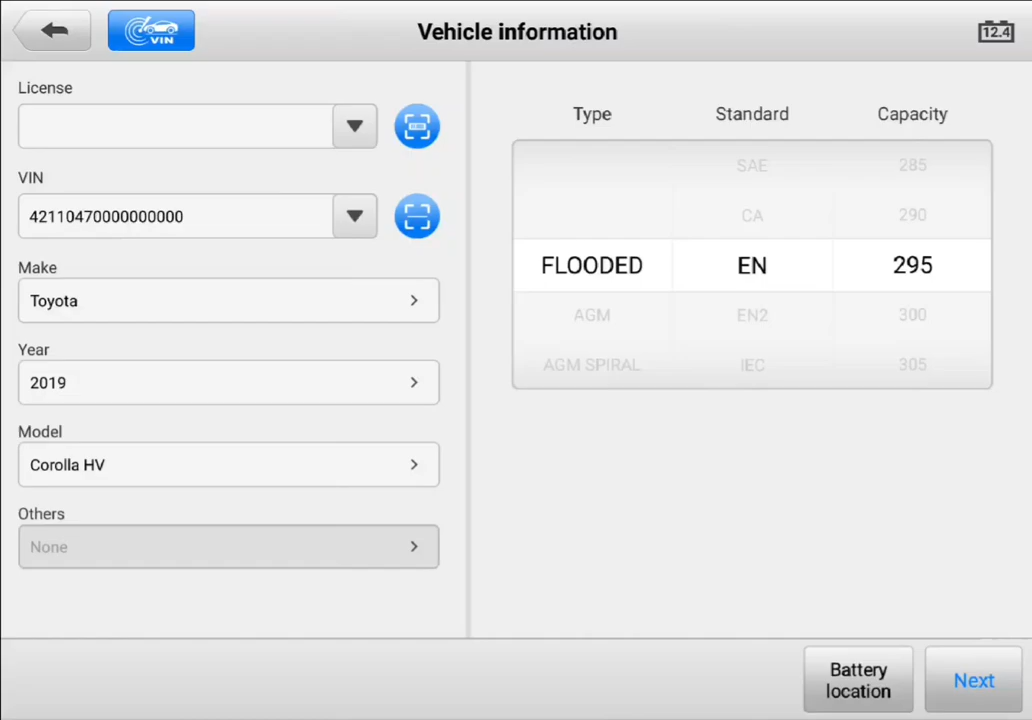 VIN
Vehicle information
12.4
License
VIN
42110470000000000
Make
Toyota
Year
2019
Model
Corolla HV
Others
None
Type Standard Capacity
SAE 285
CA 290
FLOODED EN 295
AGM EN2 300
AGM SPIRAL IEC 305
Battery
location
Next